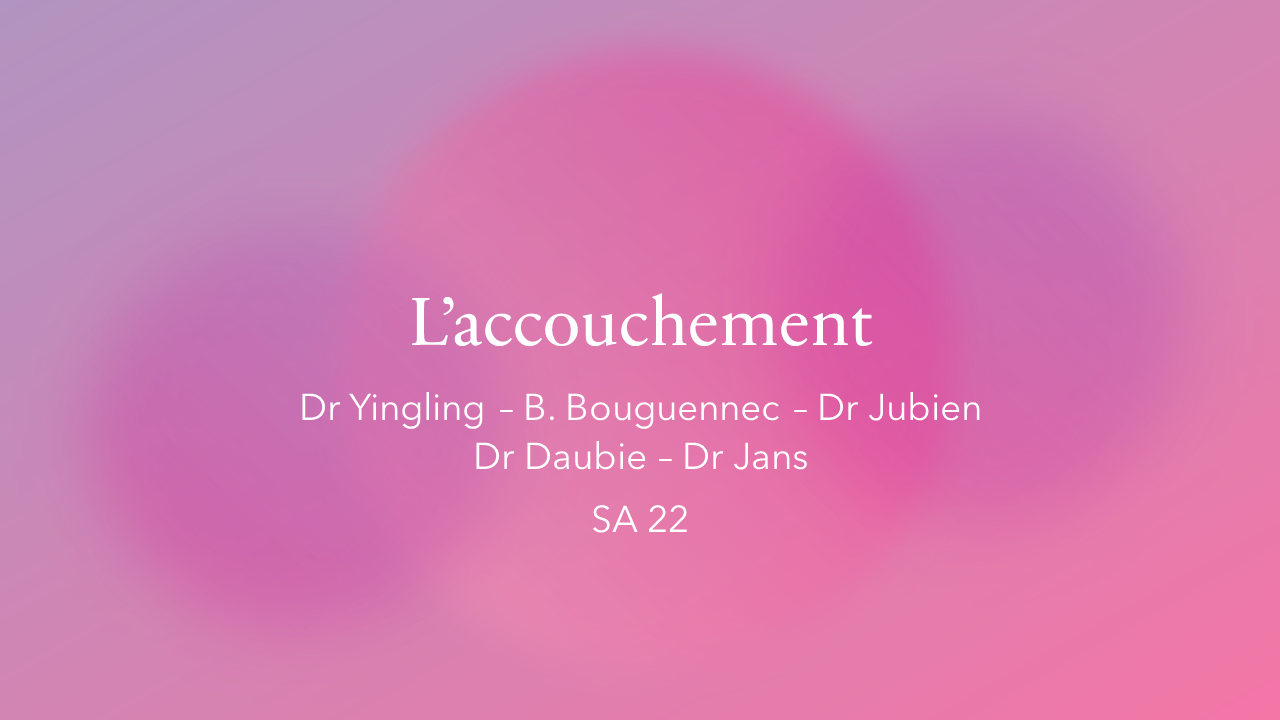 L’accouchement
Dr Yingling – B. Bouguennec – Dr Jubien
Dr Daubie – Dr Jans
SA 22